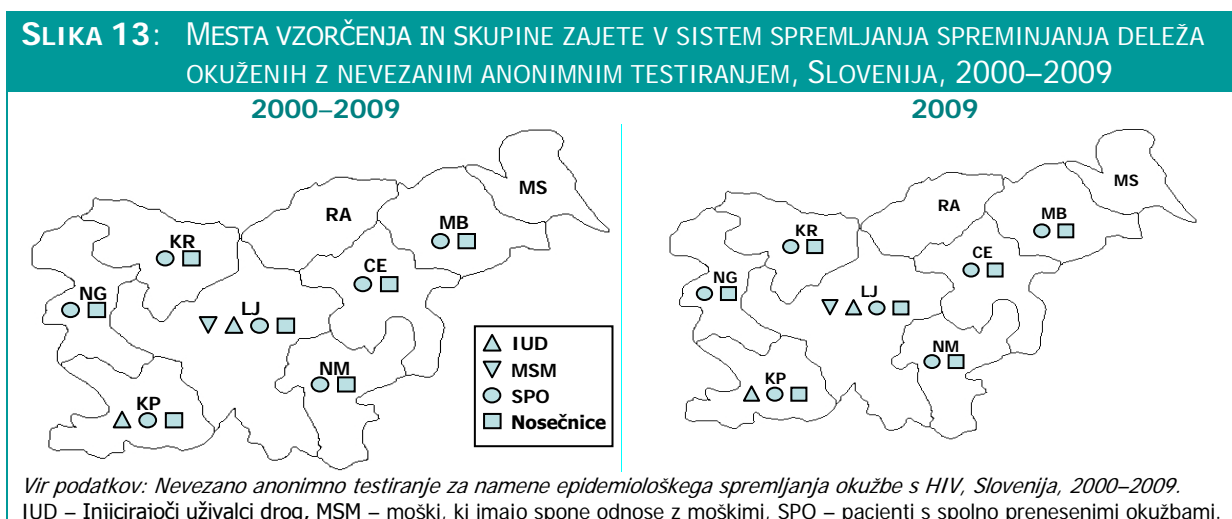 SLIKA 13: MESTA VZORČENJA IN SKUPINE ZAJETE V SISTEM SPREMLJANJA SPREMINJANJA DELEŽA
OKUŽENIH Z NEVEZANIM ANONIMNIM TESTIRANJEM, SLOVENIJA, 2000–2009
2000–2009
MS
RA
MB
KR
CE
NG
LJ
NM
KP
IUD
MSM
SPO
Nosečnice
2009
MS
RA
MB
KR
CE
NG
LJ
NM
KP
Vir podatkov: Nevezano anonimno testiranje za namene epidemiološkega spremljanja okužbe s HIV, Slovenija, 2000–2009.
IUD – Injicirajoči uživalci drog, MSM – moški, ki imajo spone odnose z moškimi, SPO – pacienti s spolno prenesenimi okužbami.